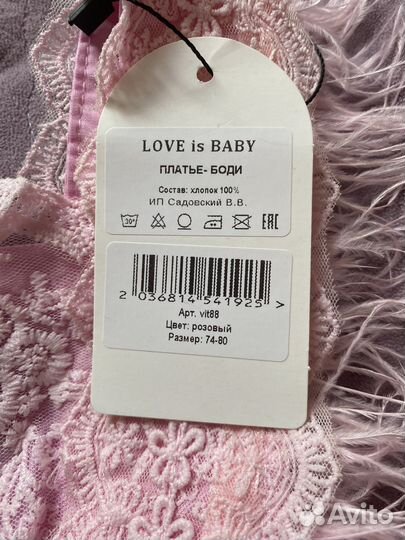 LOVE is BABY
ПЛАТЬЕ- БОДИ
Состав: хлопок 100%
ИП Садовский В.В.
30°
EAC
2 036814 541925 >
Арт. vit88
Цвет: розовый
Размер: 74-80
Avito